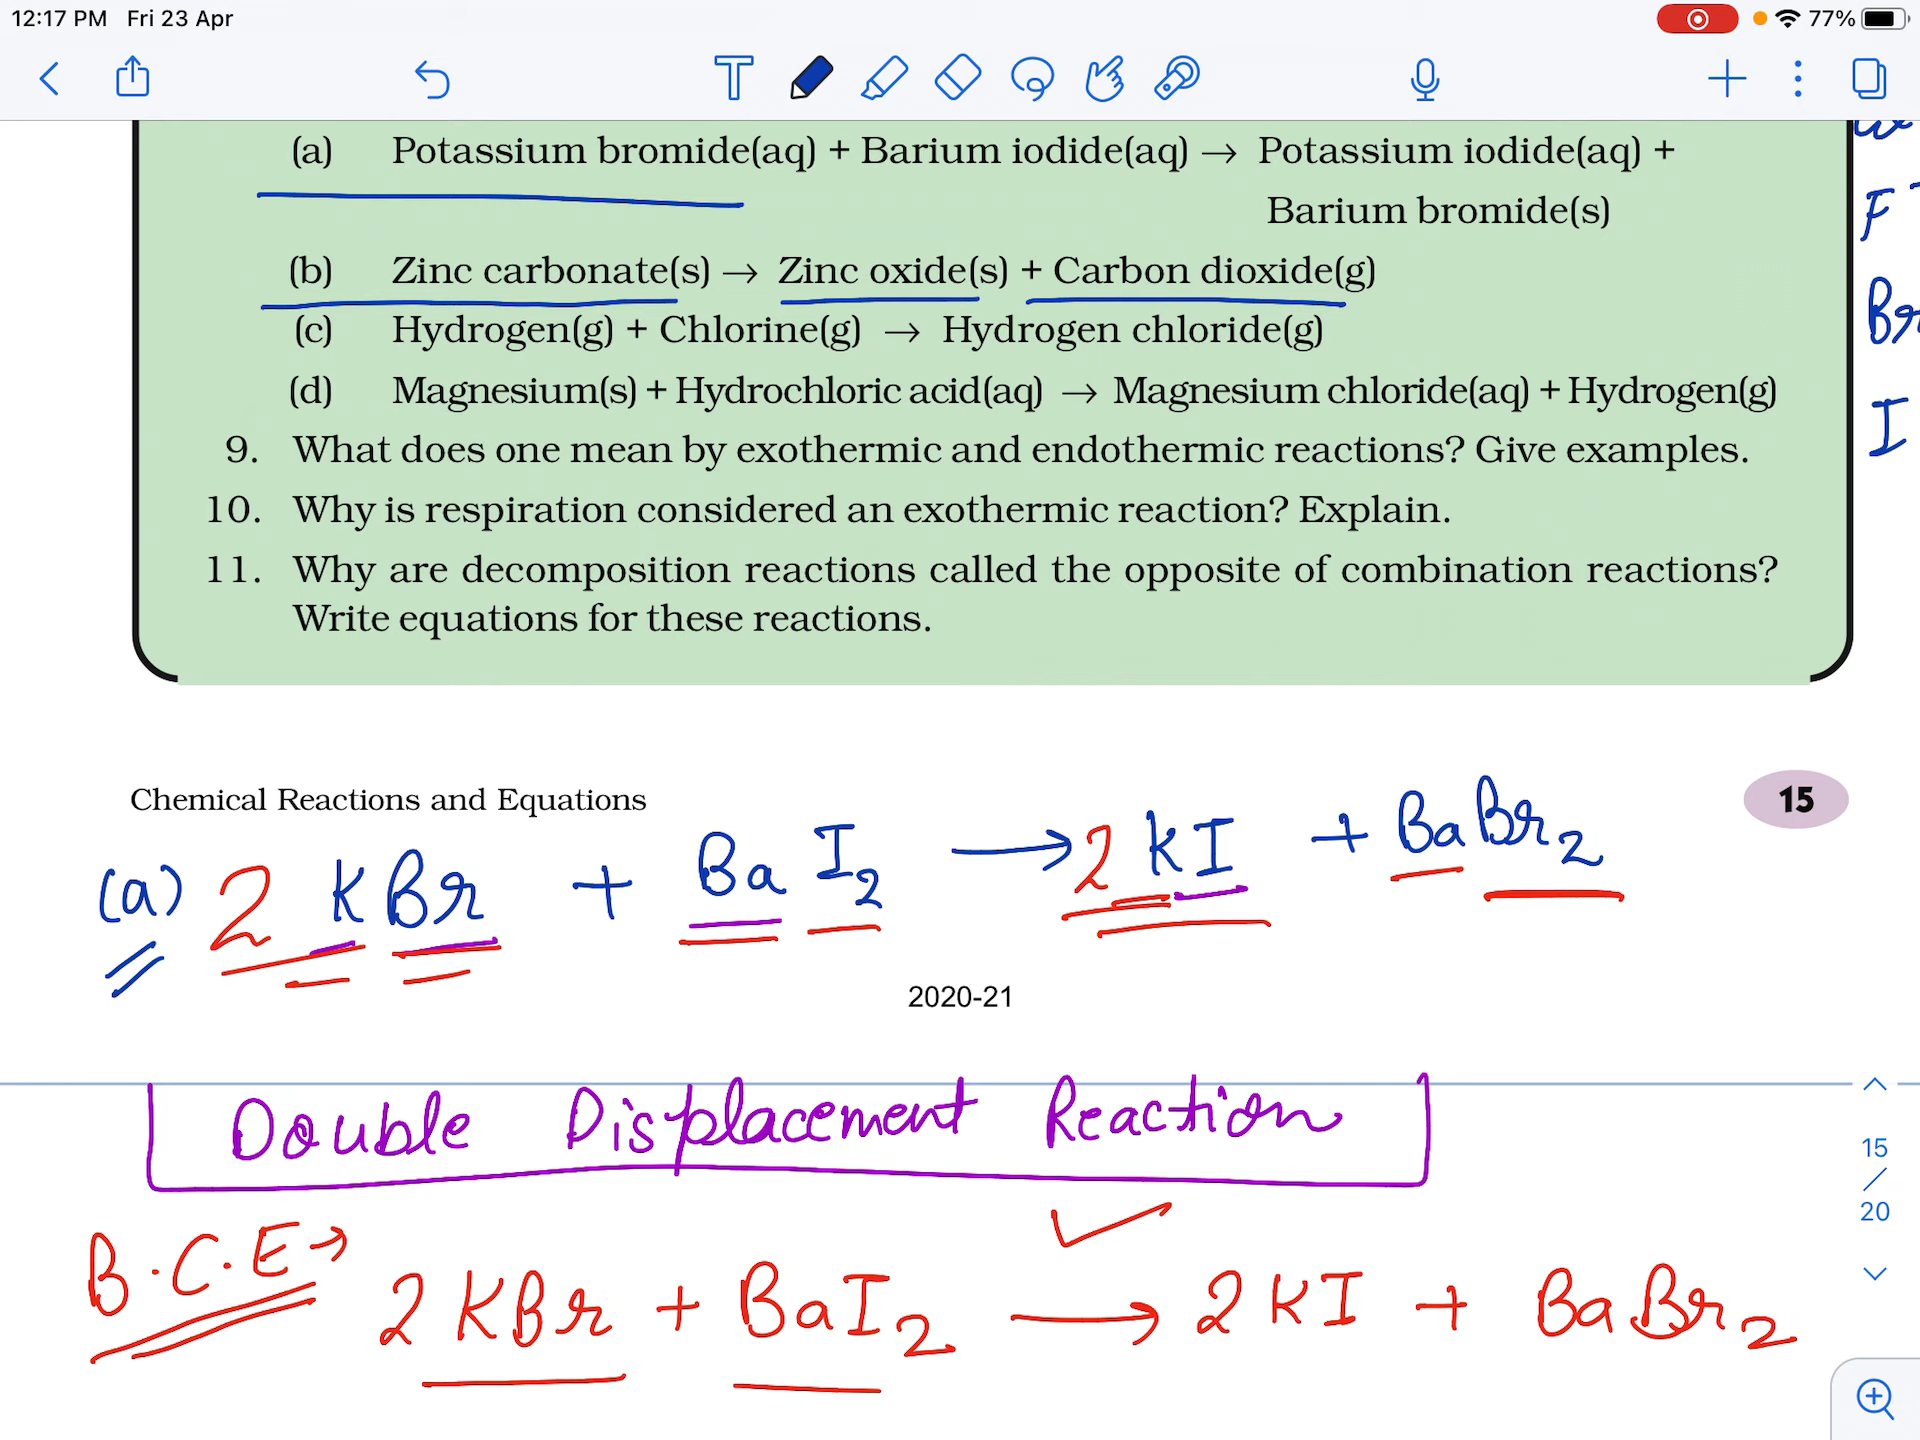 12:17 PM Fri 23 Apr 77%
(a) Potassium bromide(aq) + Barium iodide(aq) → Potassium iodide(aq) +
Barium bromide(s)
(b) Zinc carbonate(s) → Zinc oxide(s) + Carbon dioxide(g)
(c) Hydrogen(g) + Chlorine(g) → Hydrogen chloride(g)
(d) Magnesium(s) + Hydrochloric acid(aq) → Magnesium chloride(aq) + Hydrogen(g)
9. What does one mean by exothermic and endothermic reactions? Give examples.
10. Why is respiration considered an exothermic reaction? Explain.
11. Why are decomposition reactions called the opposite of combination reactions?
Write equations for these reactions.
F
Br
I
Chemical Reactions and Equations
15
(a) 2 KBr + BaI₂ → 2 KI + BaBr₂
2020-21
Double Displacement Reaction
15
/
20
B.C.E →
2KBr + BaI₂ → 2KI + BaBr₂